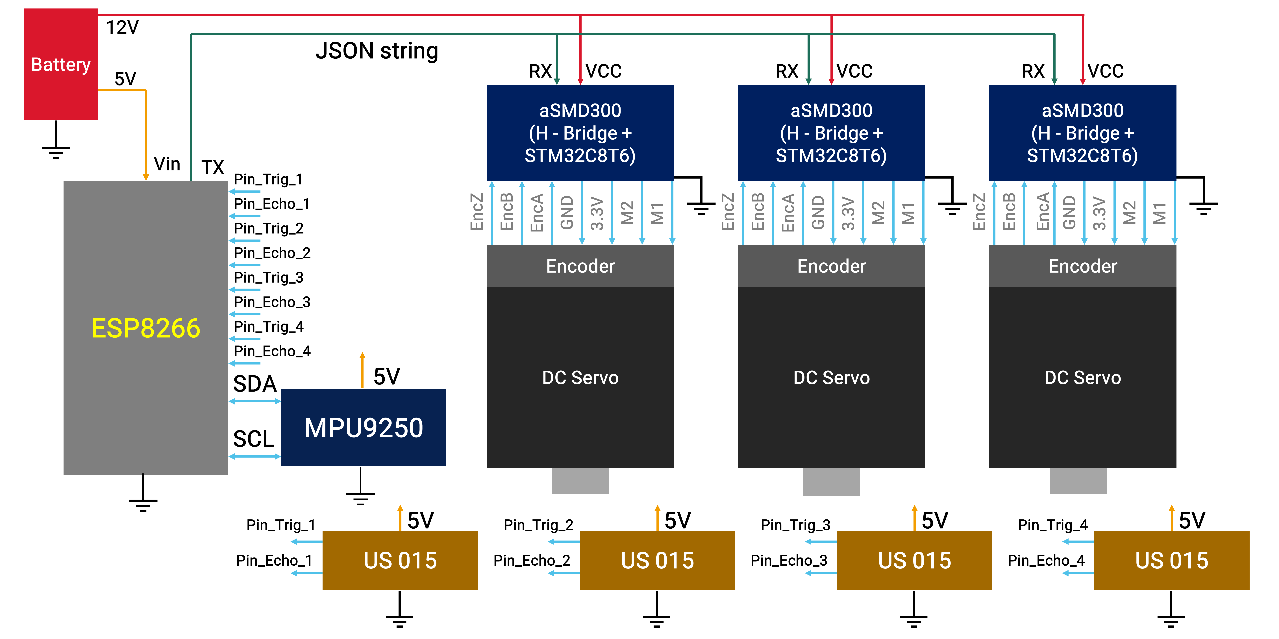 12V
JSON string
Battery
5V
RX
VCC
RX
VCC
RX
VCC
aSMD300
(H - Bridge +
STM32C8T6)
aSMD300
(H - Bridge +
STM32C8T6)
aSMD300
(H - Bridge +
STM32C8T6)
Vin
TX
Pin_Trig_1
Pin_Echo_1
Pin_Trig_2
Pin_Echo_2
Pin_Trig_3
Pin_Echo_3
Pin_Trig_4
Pin_Echo_4
ESP8266
SDA
SCL
5V
MPU9250
EncZ
EncB
EncA
GND
3.3V
M2
M1
EncZ
EncB
EncA
GND
3.3V
M2
M1
EncZ
EncB
EncA
GND
3.3V
M2
M1
Encoder
Encoder
Encoder
DC Servo
DC Servo
DC Servo
Pin_Trig_1
5V
Pin_Echo_1
US 015
Pin_Trig_2
5V
Pin_Echo_2
US 015
Pin_Trig_3
5V
Pin_Echo_3
US 015
Pin_Trig_4
5V
Pin_Echo_4
US 015